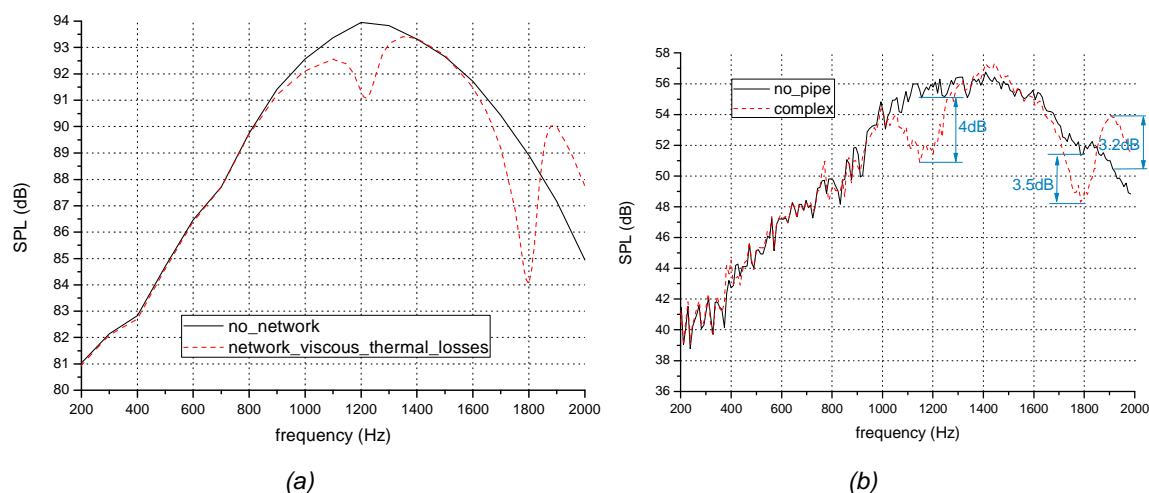 94
93
92
91
90
89
88
87
86
85
84
83
82
81
80
SPL (dB)
no_network
network_viscous_thermal_losses
200 400 600 800 1000 1200 1400 1600 1800 2000
frequency (Hz)
(a)
(b)
58
56
54
52
50
48
46
44
42
40
38
36
SPL (dB)
no_pipe
complex
4dB
3.2dB
3.5dB
200 400 600 800 1000 1200 1400 1600 1800 2000
frequency (Hz)
(a)
(b)